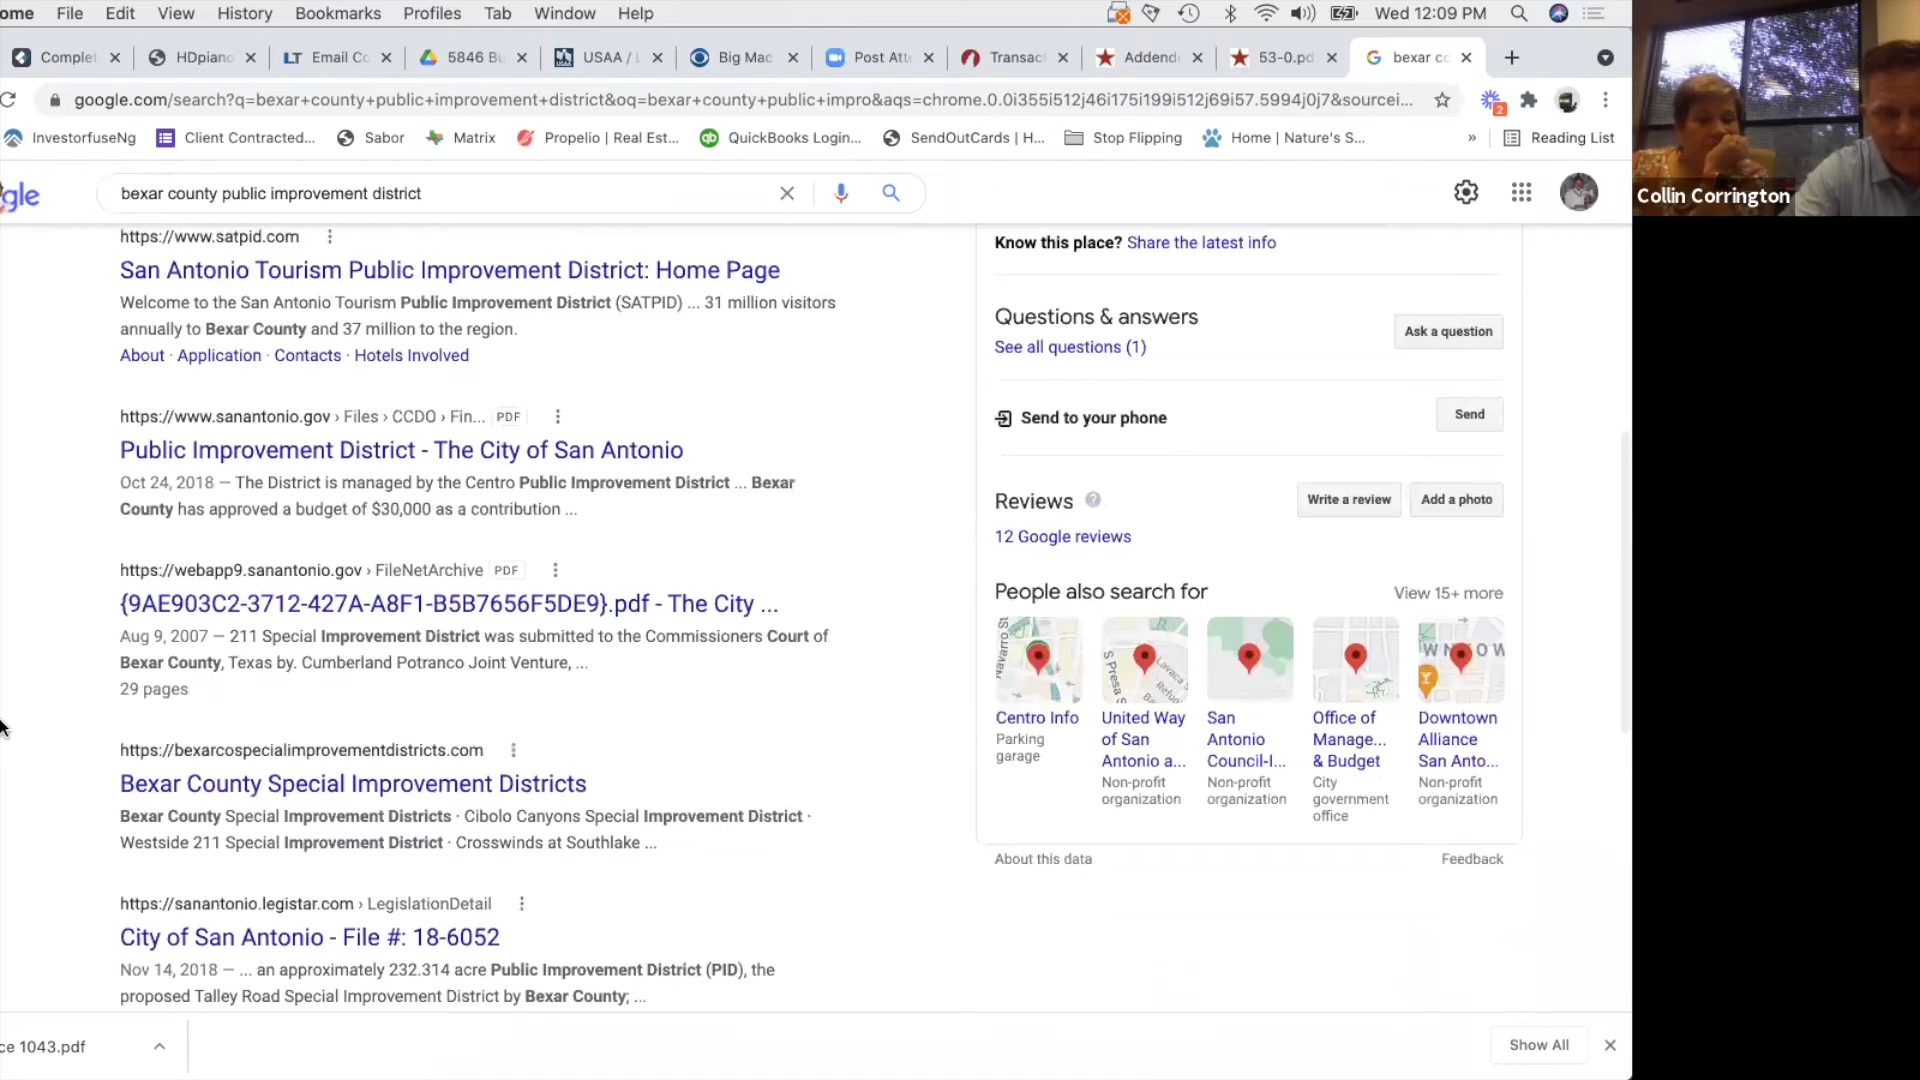 ome File Edit View History Bookmarks Profiles Tab Window Help Wed 12:09 PM
Complet HDpiano LT Email Co 5846 Bu USAA / L Big Mac Post Atte Transact Addend 53-0.pd bexar co
google.com/search?q=bexar+county+public+improvement+district&oq=bexar+county+public+impro&aqs=chrome.0.0i355i512j46i175i199i512j69i57.5994j0j7&sourcei... 2
InvestorfuseNg Client Contracted... Sabor Matrix Propelio | Real Est... QuickBooks Login... SendOutCards | H... Stop Flipping Home | Nature's S... » Reading List
gle bexar county public improvement district
https://www.satpid.com
San Antonio Tourism Public Improvement District: Home Page
Welcome to the San Antonio Tourism Public Improvement District (SATPID) ... 31 million visitors
annually to Bexar County and 37 million to the region.
About · Application · Contacts · Hotels Involved
https://www.sanantonio.gov › Files › CCDO › Fin... PDF
Public Improvement District - The City of San Antonio
Oct 24, 2018 — The District is managed by the Centro Public Improvement District ... Bexar
County has approved a budget of $30,000 as a contribution ...
https://webapp9.sanantonio.gov › FileNetArchive PDF
{9AE903C2-3712-427A-A8F1-B5B7656F5DE9}.pdf - The City ...
Aug 9, 2007 — 211 Special Improvement District was submitted to the Commissioners Court of
Bexar County, Texas by. Cumberland Potranco Joint Venture, ...
29 pages
https://bexarcospecialimprovementdistricts.com
Bexar County Special Improvement Districts
Bexar County Special Improvement Districts · Cibolo Canyons Special Improvement District ·
Westside 211 Special Improvement District · Crosswinds at Southlake ...
https://sanantonio.legistar.com › LegislationDetail
City of San Antonio - File #: 18-6052
Nov 14, 2018 — ... an approximately 232.314 acre Public Improvement District (PID), the
proposed Talley Road Special Improvement District by Bexar County; ...
Know this place? Share the latest info
Questions & answers
See all questions (1)
Ask a question
Send to your phone
Send
Reviews
Write a review Add a photo
12 Google reviews
People also search for View 15+ more
Navarro St
S Presa S
Lavaca
Centro Info
Parking
garage
United Way
of San
Antonio a...
Non-profit
organization
San
Antonio
Council-I...
Non-profit
organization
Office of
Manage...
& Budget
City
government
office
Downtown
Alliance
San Anto...
Non-profit
organization
About this data Feedback
ce 1043.pdf
Show All
Collin Corrington